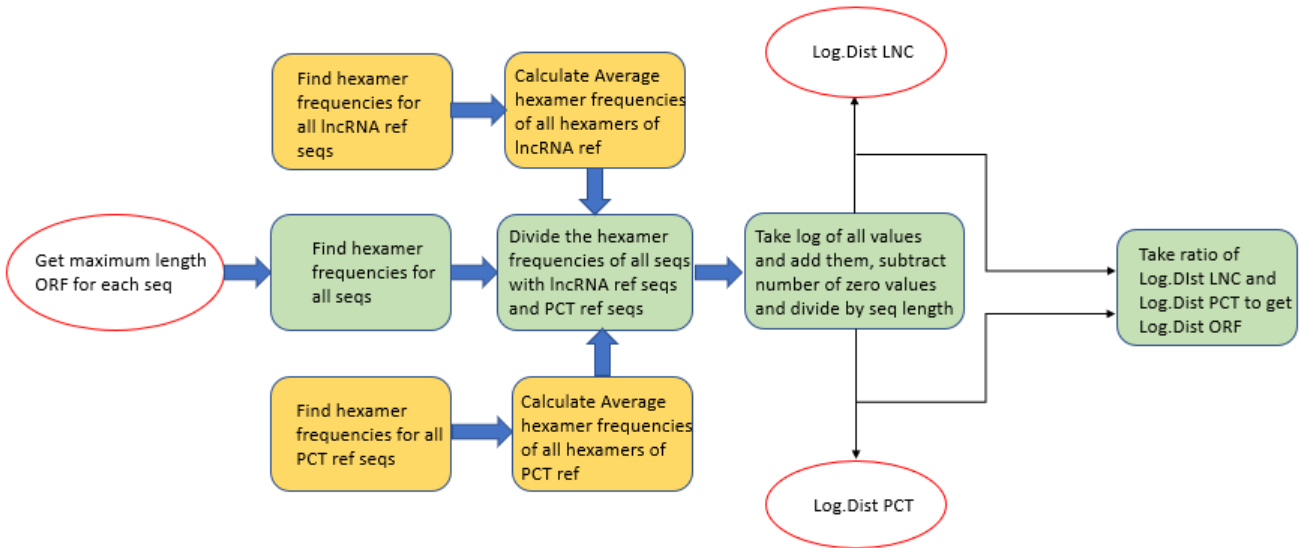 Log.Dist LNC
Find hexamer
frequencies for
all lncRNA ref
seqs
Calculate Average
hexamer frequencies
of all hexamers of
lncRNA ref
Get maximum length
ORF for each seq
Find hexamer
frequencies for
all seqs
Divide the hexamer
frequencies of all seqs
with lncRNA ref seqs
and PCT ref seqs
Take log of all values
and add them, subtract
number of zero values
and divide by seq length
Take ratio of
Log.DIst LNC and
Log.Dist PCT to get
Log.Dist ORF
Find hexamer
frequencies for all
PCT ref seqs
Calculate Average
hexamer frequencies
of all hexamers of
PCT ref
Log.Dist PCT